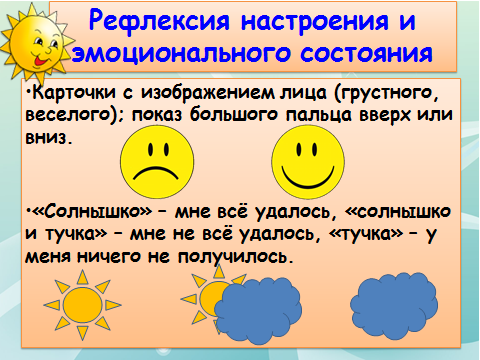 Рефлексия настроения и
эмоционального состояния
•Карточки с изображением лица (грустного,
веселого); показ большого пальца вверх или
вниз.
•«Солнышко» – мне всё удалось, «солнышко
и тучка» – мне не всё удалось, «тучка» – у
меня ничего не получилось.